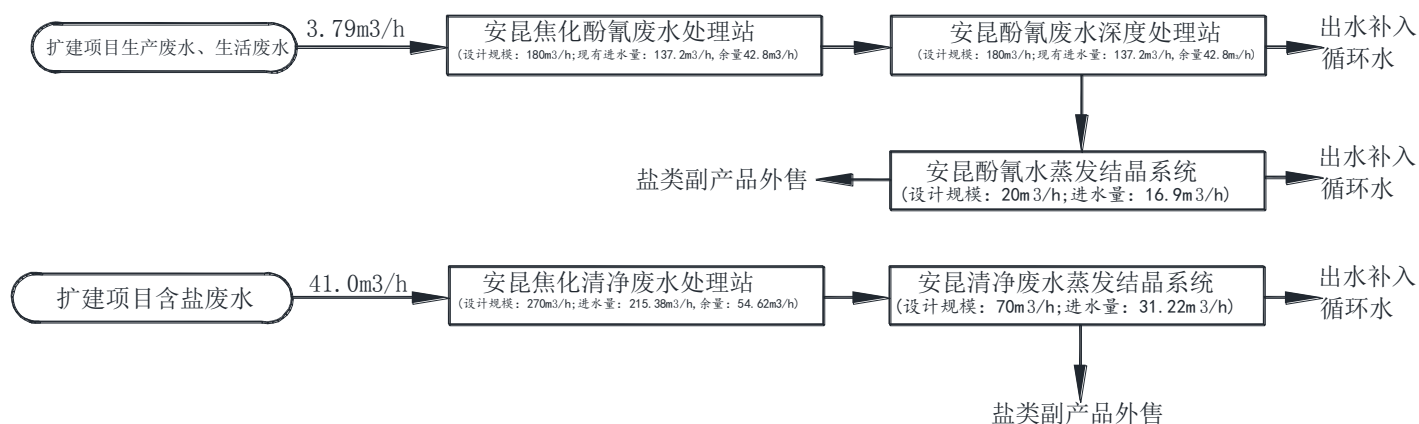 扩建项目生产废水、生活废水
3.79m3/h
安昆焦化酚氰废水处理站
(设计规模：180m3/h;现有进水量：137.2m3/h,余量42.8m3/h)
安昆酚氰废水深度处理站
(设计规模：180m3/h;现有进水量：137.2m3/h,余量42.8m3/h)
出水补入
循环水
盐类副产品外售
安昆酚氰水蒸发结晶系统
(设计规模：20m3/h;进水量：16.9m3/h)
出水补入
循环水
扩建项目含盐废水
41.0m3/h
安昆焦化清净废水处理站
(设计规模：270m3/h;进水量：215.38m3/h,余量：54.62m3/h)
安昆清净废水蒸发结晶系统
(设计规模：70m3/h;进水量：31.22m3/h)
出水补入
循环水
盐类副产品外售